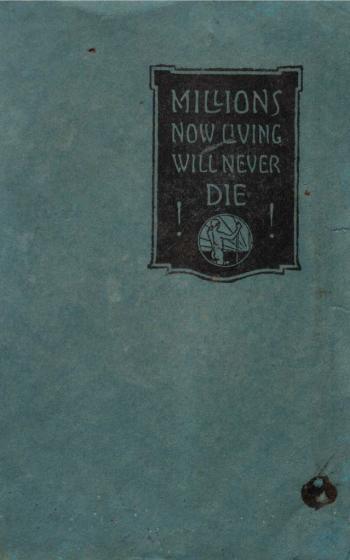 MILLIONS
NOW LIVING
WILL NEVER
DIE
! !